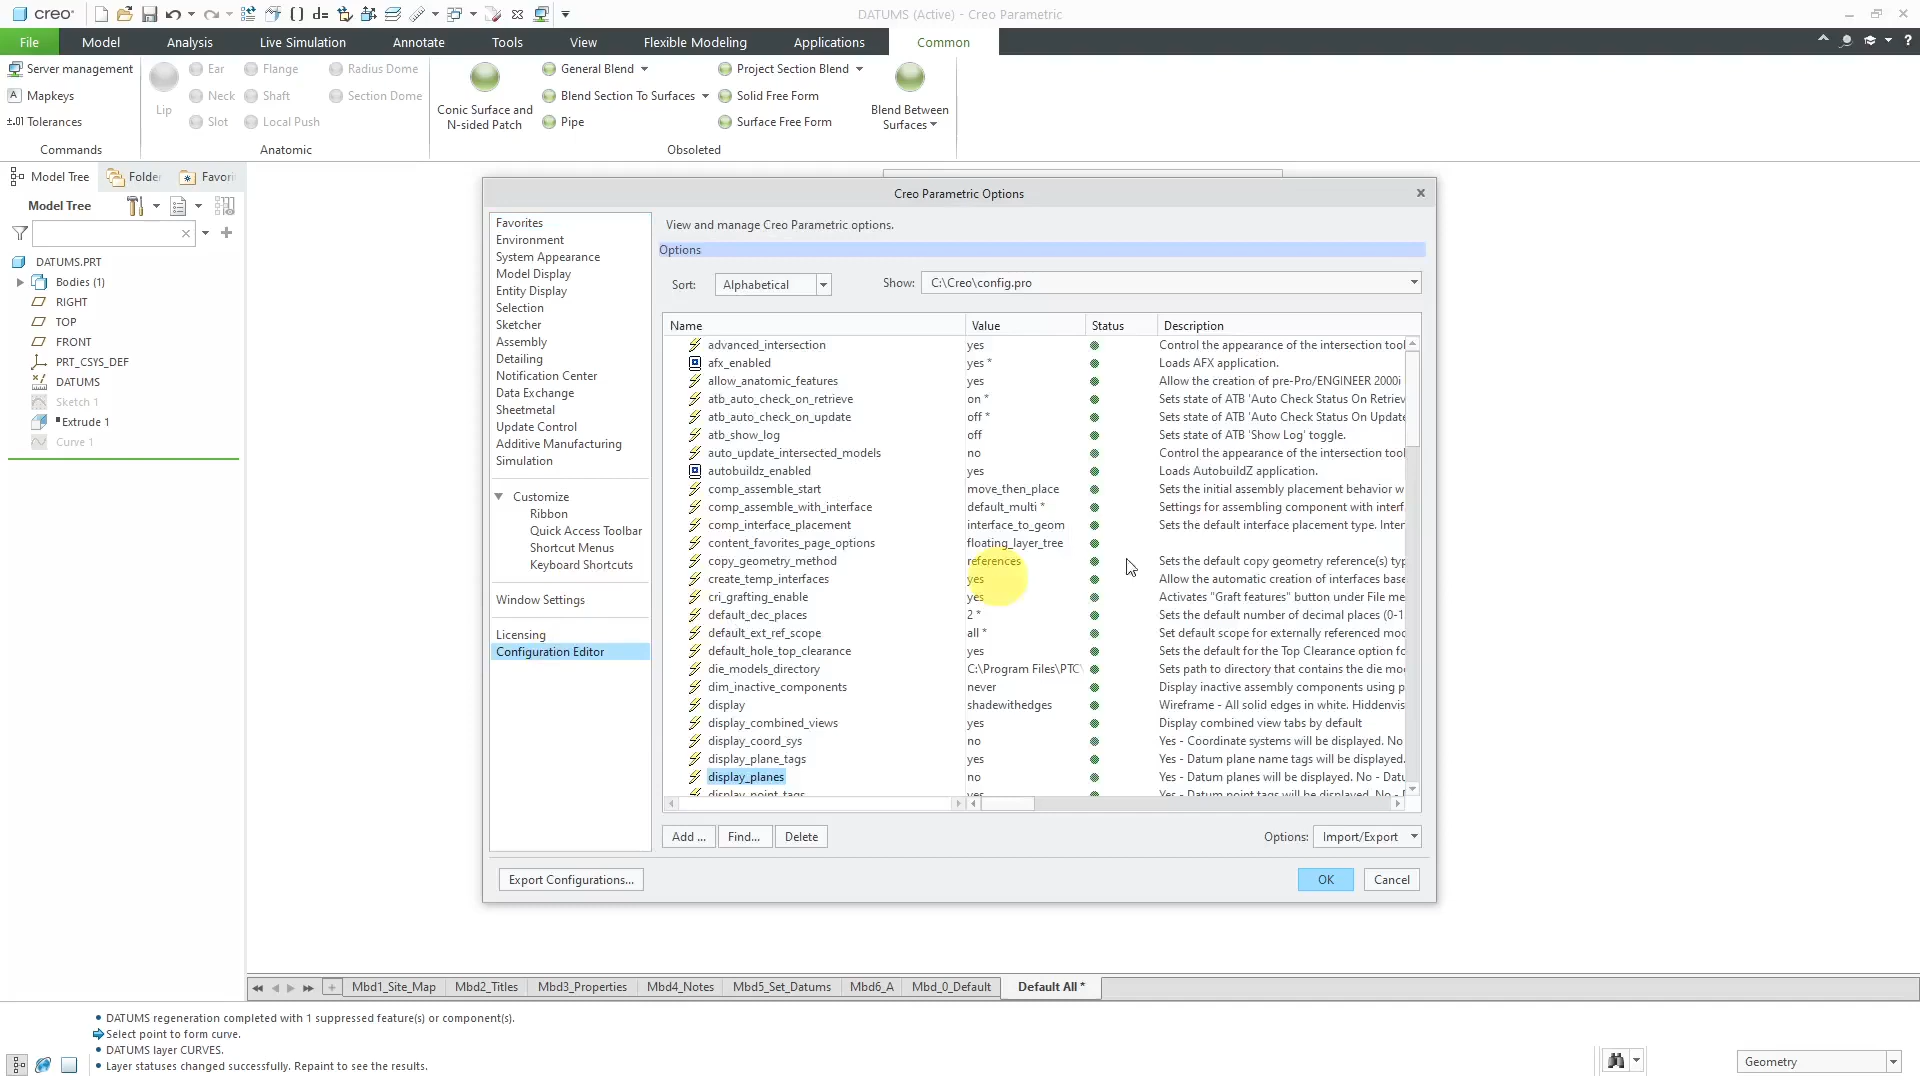 creo
DATUMS (Active) - Creo Parametric
File
Model
Analysis
Live Simulation
Annotate
Tools
View
Flexible Modeling
Applications
Common
Server management
Mapkeys
Tolerances
Commands
Lip
Ear
Neck
Slot
Flange
Shaft
Local Push
Radius Dome
Section Dome
Anatomic
Conic Surface and
N-sided Patch
General Blend
Blend Section To Surfaces
Pipe
Project Section Blend
Solid Free Form
Surface Free Form
Blend Between
Surfaces
Obsoleted
Model Tree
Folder
Favori
Model Tree
DATUMS.PRT
Bodies (1)
RIGHT
TOP
FRONT
PRT_CSYS_DEF
DATUMS
Sketch 1
Extrude 1
Curve 1
Creo Parametric Options
Favorites
Environment
System Appearance
Model Display
Entity Display
Selection
Sketcher
Assembly
Detailing
Notification Center
Data Exchange
Sheetmetal
Update Control
Additive Manufacturing
Simulation
Customize
Ribbon
Quick Access Toolbar
Shortcut Menus
Keyboard Shortcuts
Window Settings
Licensing
Configuration Editor
View and manage Creo Parametric options.
Options
Sort: Alphabetical Show: C:\Creo\config.pro
Name Value Status Description
advanced_intersection yes Control the appearance of the intersection tool
afx_enabled yes * Loads AFX application.
allow_anatomic_features yes Allow the creation of pre-Pro/ENGINEER 2000i
atb_auto_check_on_retrieve on * Sets state of ATB 'Auto Check Status On Retriev
atb_auto_check_on_update off * Sets state of ATB 'Auto Check Status On Update
atb_show_log off Sets state of ATB 'Show Log' toggle.
auto_update_intersected_models no Control the appearance of the intersection tool
autobuildz_enabled yes Loads AutobuildZ application.
comp_assemble_start move_then_place Sets the initial assembly placement behavior w
comp_assemble_with_interface default_multi * Settings for assembling component with interf
comp_interface_placement interface_to_geom Sets the default interface placement type. Inter
content_favorites_page_options floating_layer_tree
copy_geometry_method references Sets the default copy geometry reference(s) typ
create_temp_interfaces yes Allow the automatic creation of interfaces base
cri_grafting_enable yes Activates "Graft features" button under File me
default_dec_places 2 * Sets the default number of decimal places (0-1
default_ext_ref_scope all * Set default scope for externally referenced moc
default_hole_top_clearance yes Sets the default for the Top Clearance option fo
die_models_directory C:\Program Files\PTC\ Sets path to directory that contains the die mo
dim_inactive_components never Display inactive assembly components using p
display shadewithedges Wireframe - All solid edges in white. Hiddenvis
display_combined_views yes Display combined view tabs by default
display_coord_sys no Yes - Coordinate systems will be displayed. No
display_plane_tags yes Yes - Datum plane name tags will be displayed.
display_planes no Yes - Datum planes will be displayed. No - Datu
display_point_tags yes Yes - Datum point tags will be displayed. No - 
Add ... Find... Delete Options: Import/Export
Export Configurations... OK Cancel
Mbd1_Site_Map Mbd2_Titles Mbd3_Properties Mbd4_Notes Mbd5_Set_Datums Mbd6_A Mbd_0_Default Default All *
DATUMS regeneration completed with 1 suppressed feature(s) or component(s).
Select point to form curve.
DATUMS layer CURVES.
Layer statuses changed successfully. Repaint to see the results.
Geometry